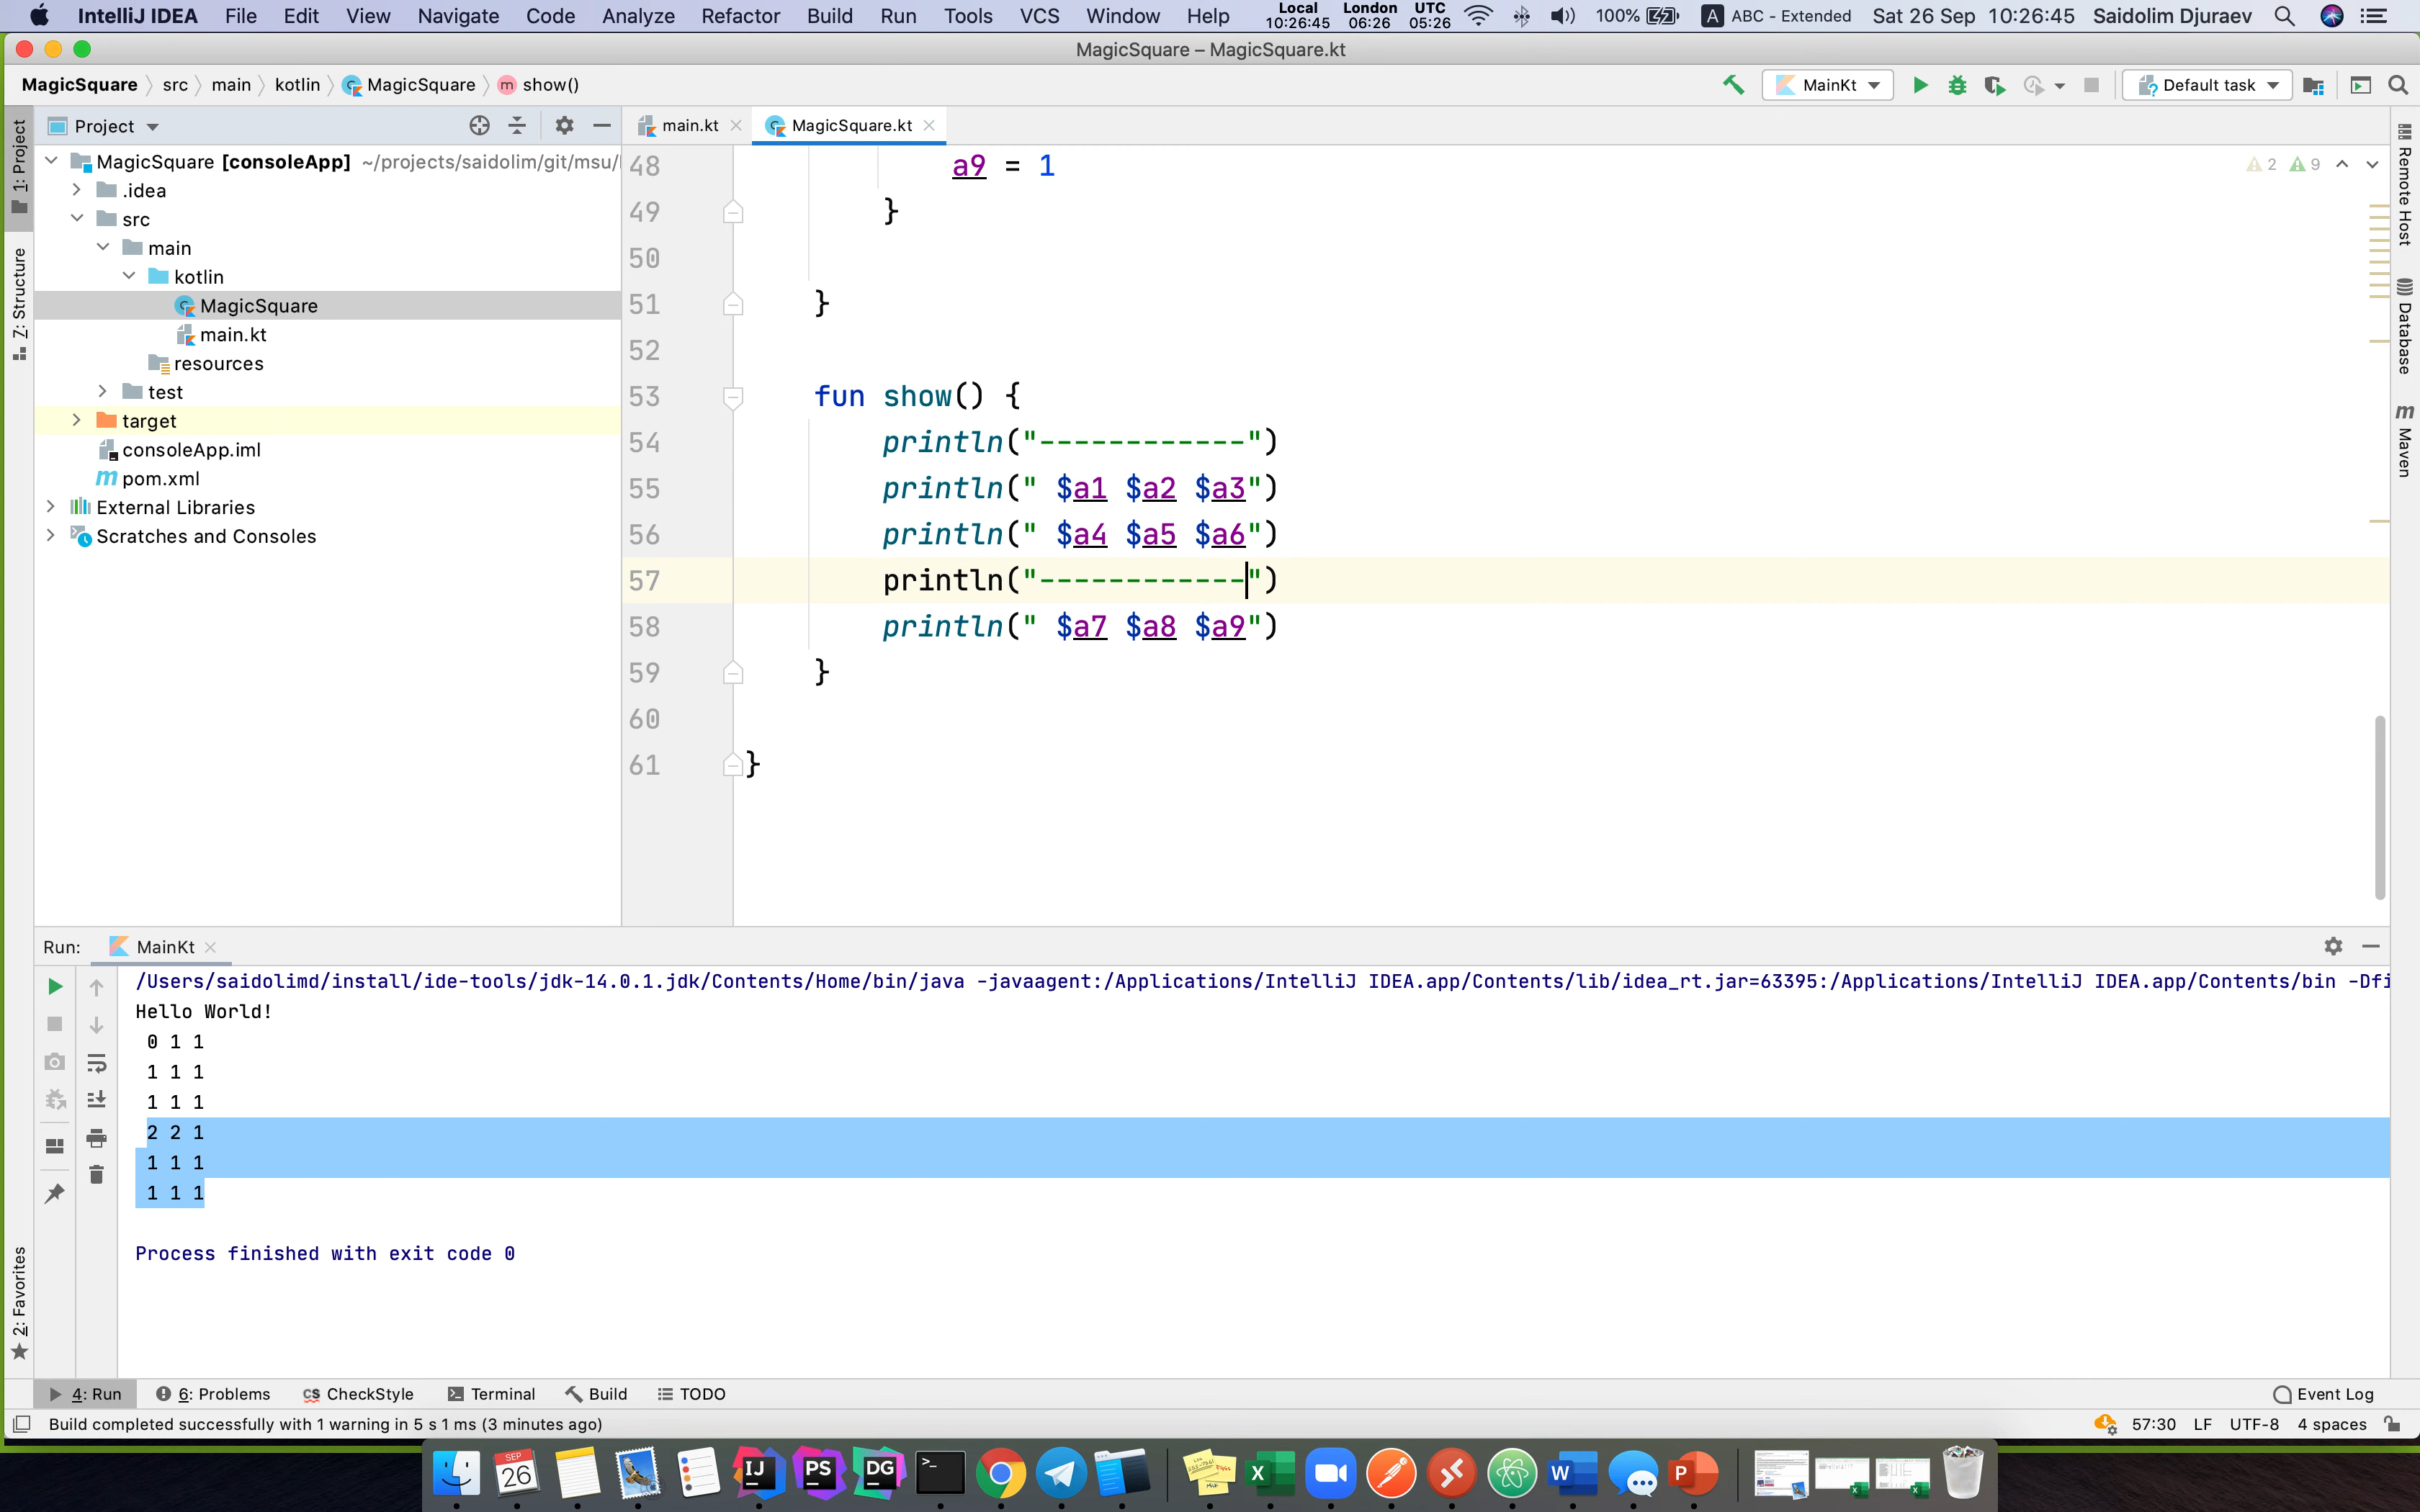 IntelliJ IDEA File Edit View Navigate Code Analyze Refactor Build Run Tools VCS Window Help Local 10:26:45 London 06:26 UTC 05:26 100% A ABC - Extended Sat 26 Sep 10:26:45 Saidolim Djuraev
MagicSquare – MagicSquare.kt
MagicSquare src main kotlin MagicSquare m show() MainKt Default task
1: Project
Project
main.kt MagicSquare.kt
MagicSquare [consoleApp] ~/projects/saidolim/git/msu/
.idea
src
main
kotlin
MagicSquare
main.kt
resources
test
target
consoleApp.iml
m pom.xml
External Libraries
Scratches and Consoles
7: Structure
2: Favorites
48 a9 = 1
49 }
50
51 }
52
53 fun show() {
54 println("------------")
55 println(" $a1 $a2 $a3")
56 println(" $a4 $a5 $a6")
57 println("------------")
58 println(" $a7 $a8 $a9")
59 }
60
61 }
2 9
Remote Host
Database
m Maven
Run: MainKt
/Users/saidolimd/install/ide-tools/jdk-14.0.1.jdk/Contents/Home/bin/java -javaagent:/Applications/IntelliJ IDEA.app/Contents/lib/idea_rt.jar=63395:/Applications/IntelliJ IDEA.app/Contents/bin -Dfi
Hello World!
0 1 1
1 1 1
1 1 1
2 2 1
1 1 1
1 1 1
Process finished with exit code 0
4: Run 6: Problems CS CheckStyle Terminal Build TODO Event Log
Build completed successfully with 1 warning in 5 s 1 ms (3 minutes ago) 57:30 LF UTF-8 4 spaces
SEP 26 IJ PS DG >_ X W P